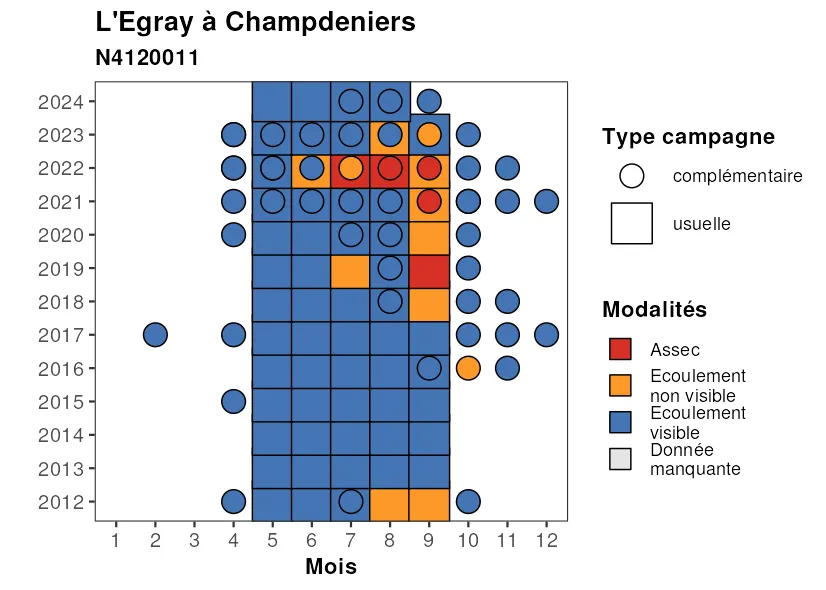 L'Egray à Champdeniers
N4120011
2024
2023
2022
2021
2020
2019
2018
2017
2016
2015
2014
2013
2012
1 2 3 4 5 6 7 8 9 10 11 12
Mois
Type campagne
complémentaire
usuelle
Modalités
Assec
Ecoulement
non visible
Ecoulement
visible
Donnée
manquante